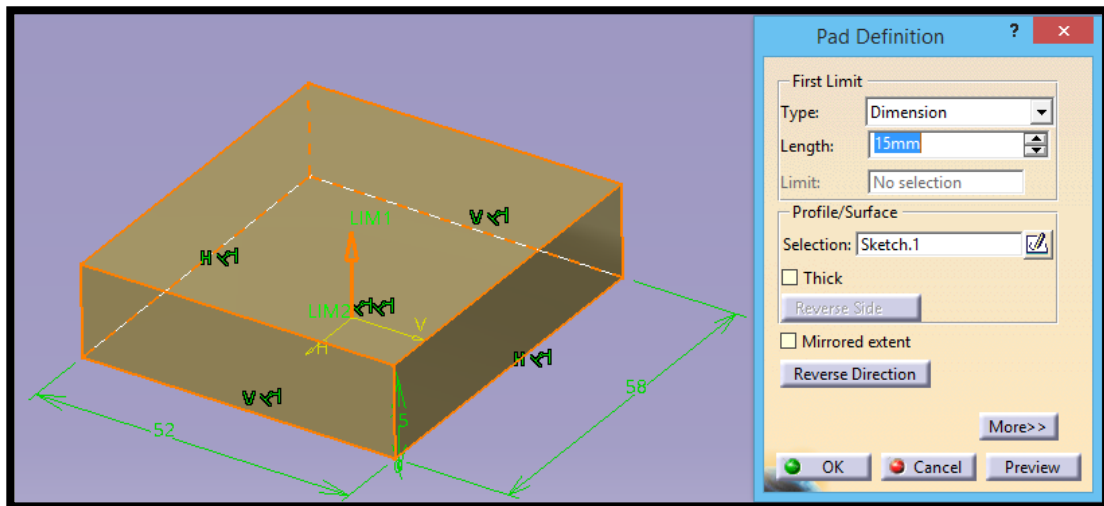 LIM1
V
H
LIM2
V
H
H
V
5
58
52
Pad Definition ? ×
First Limit
Type: Dimension
Length: 15mm
Limit: No selection
Profile/Surface
Selection: Sketch.1
Thick
Reverse Side
Mirrored extent
Reverse Direction
More>>
OK Cancel Preview